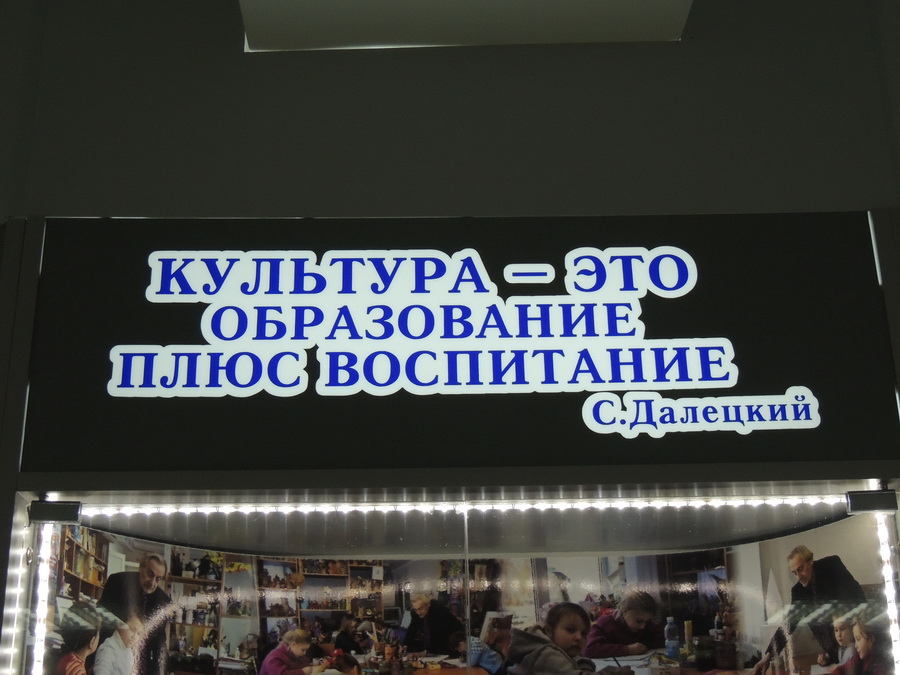 КУЛЬТУРА – ЭТО
ОБРАЗОВАНИЕ
ПЛЮС ВОСПИТАНИЕ
С.Далецкий